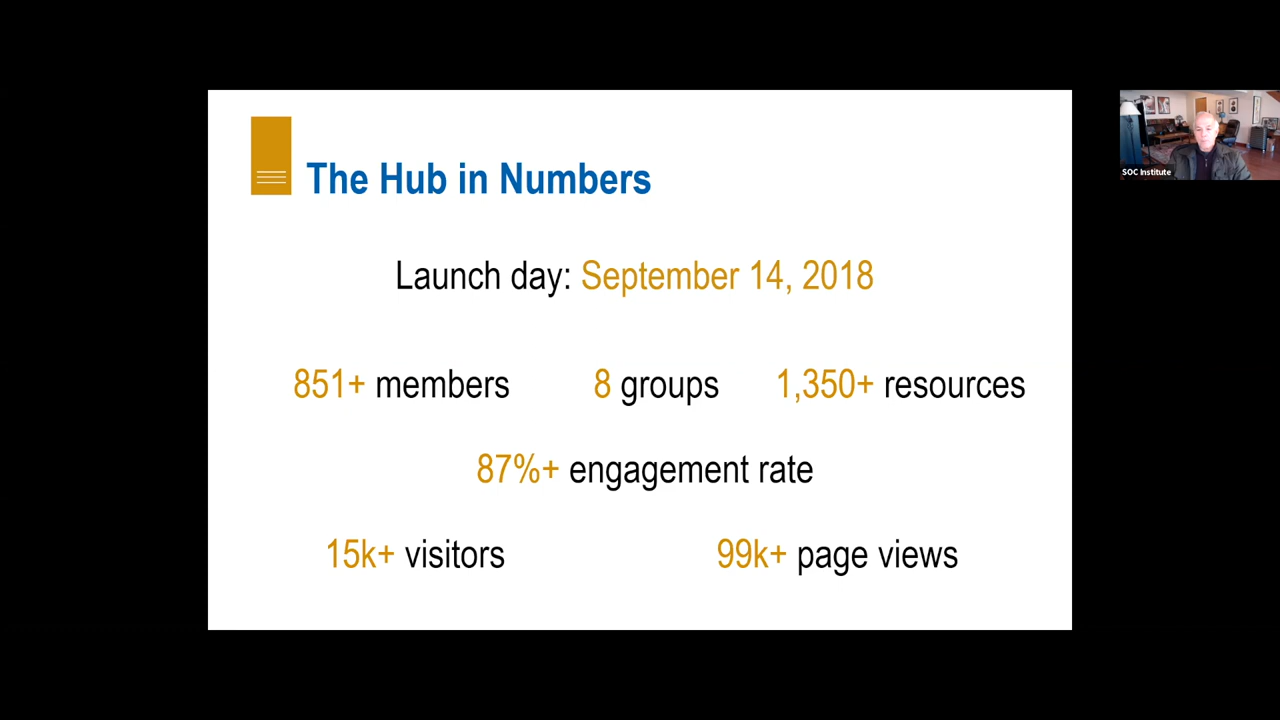 The Hub in Numbers
Launch day: September 14, 2018
851+ members 8 groups 1,350+ resources
87%+ engagement rate
15k+ visitors 99k+ page views
SOC Institute